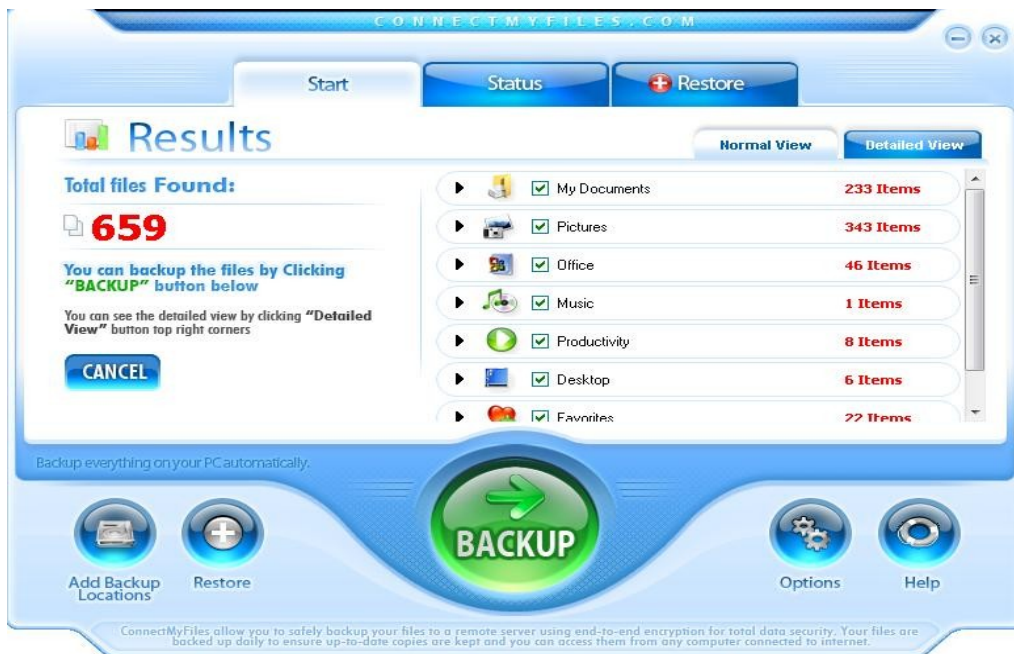 CONNECTMYFILES.COM
Start
Status
Restore
Results
Normal View
Detailed View
Total files Found:
659
You can backup the files by Clicking
"BACKUP" button below
You can see the detailed view by clicking "Detailed
View" button top right corners
CANCEL
My Documents 233 Items
Pictures 343 Items
Office 46 Items
Music 1 Items
Productivity 8 Items
Desktop 6 Items
Favorites 22 Items
Backup everything on your PC automatically.
BACKUP
Add Backup
Locations
Restore
Options
Help
ConnectMyFiles allow you to safely backup your files to a remote server using end-to-end encryption for total data security. Your files are
backed up daily to ensure up-to-date copies are kept and you can access them from any computer connected to internet.